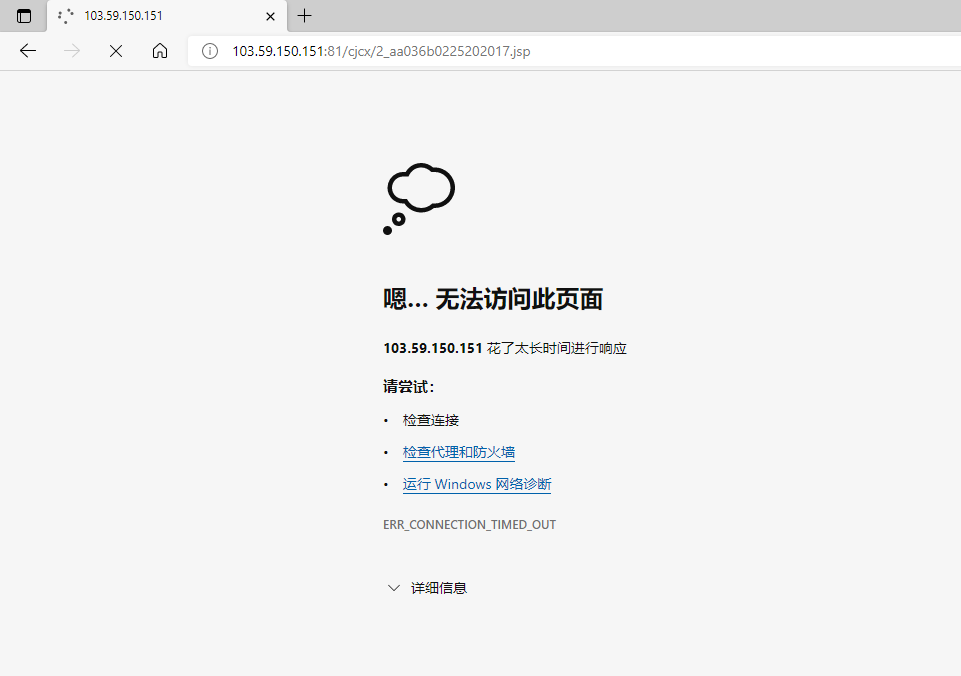 103.59.150.151
103.59.150.151:81/cjcx/2_aa036b0225202017.jsp
嗯... 无法访问此页面
103.59.150.151 花了太长时间进行响应
请尝试:
• 检查连接
• 检查代理和防火墙
• 运行 Windows 网络诊断
ERR_CONNECTION_TIMED_OUT
详细信息